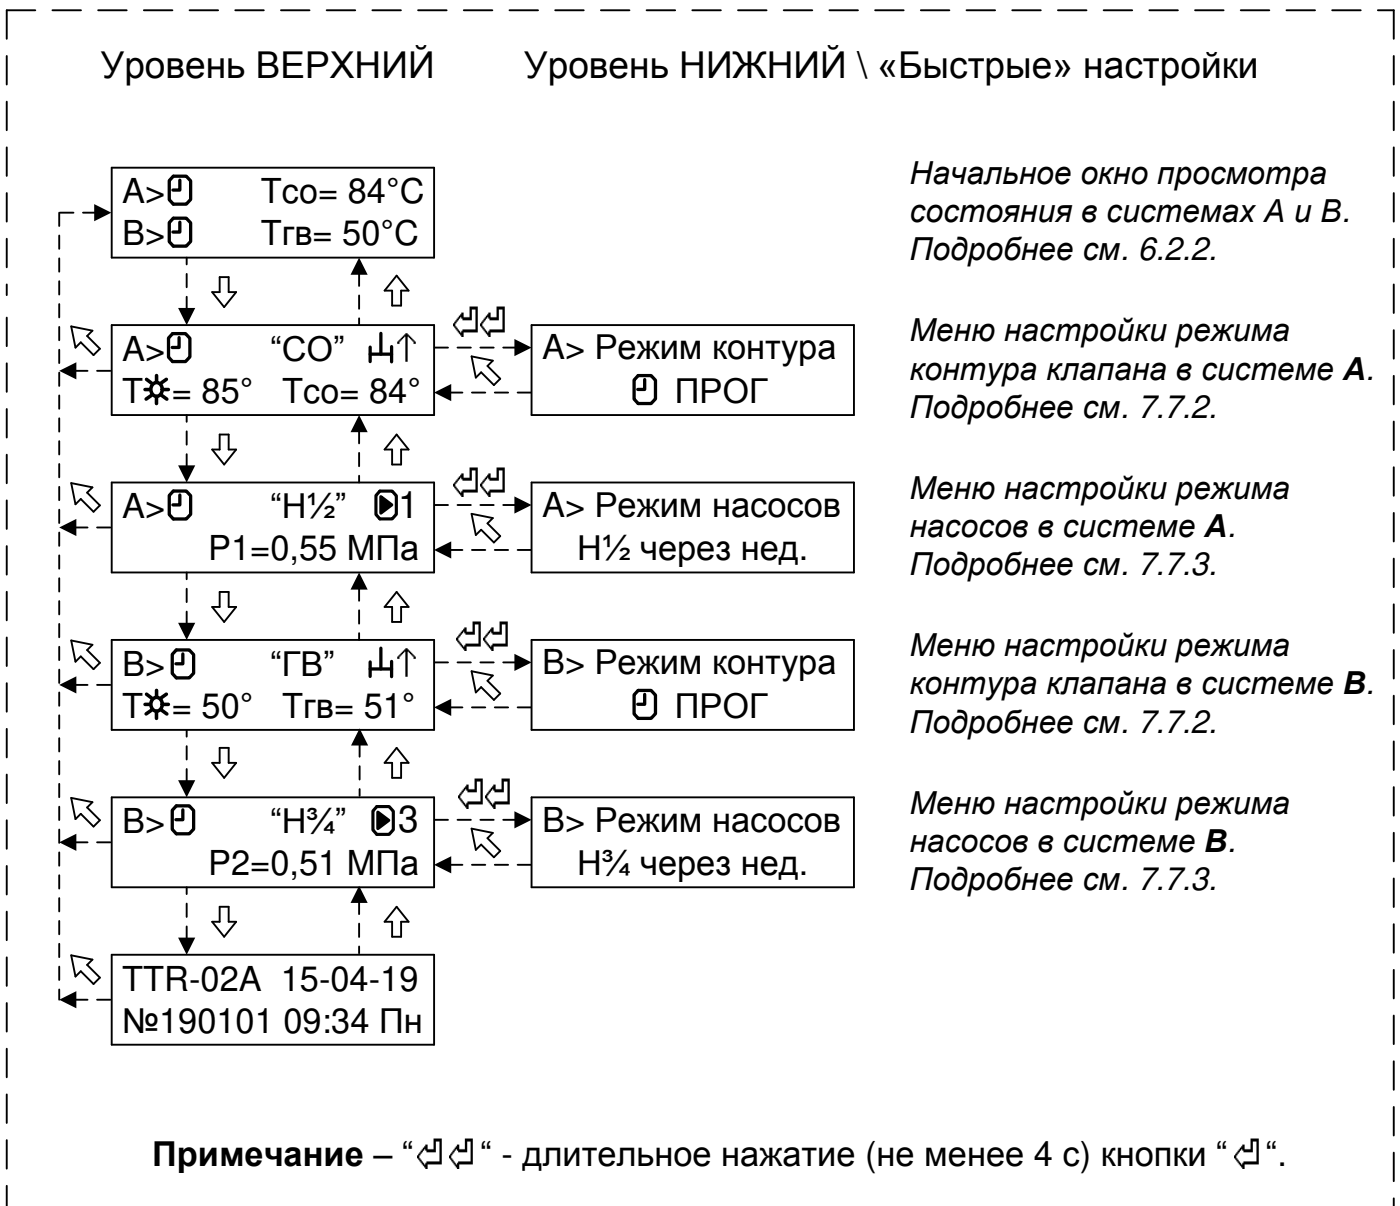 Уровень ВЕРХНИЙ
Уровень НИЖНИЙ \ «Быстрые» настройки
A> Тсо= 84°C
B> Тгв= 50°C
Начальное окно просмотра
состояния в системах А и В.
Подробнее см. 6.2.2.
A> “СО” ↑
T☼= 85° Тсо= 84°
A> Режим контура
ПРОГ
Меню настройки режима
контура клапана в системе А.
Подробнее см. 7.7.2.
A> “Н½” 1
P1=0,55 МПа
A> Режим насосов
Н½ через нед.
Меню настройки режима
насосов в системе А.
Подробнее см. 7.7.3.
B> “ГВ” ↑
T☼= 50° Тгв= 51°
B> Режим контура
ПРОГ
Меню настройки режима
контура клапана в системе В.
Подробнее см. 7.7.2.
B> “Н¾” 3
P2=0,51 МПа
B> Режим насосов
Н¾ через нед.
Меню настройки режима
насосов в системе В.
Подробнее см. 7.7.3.
TTR-02A 15-04-19
№190101 09:34 Пн
Примечание – “⏎⏎“ - длительное нажатие (не менее 4 с) кнопки “⏎“.